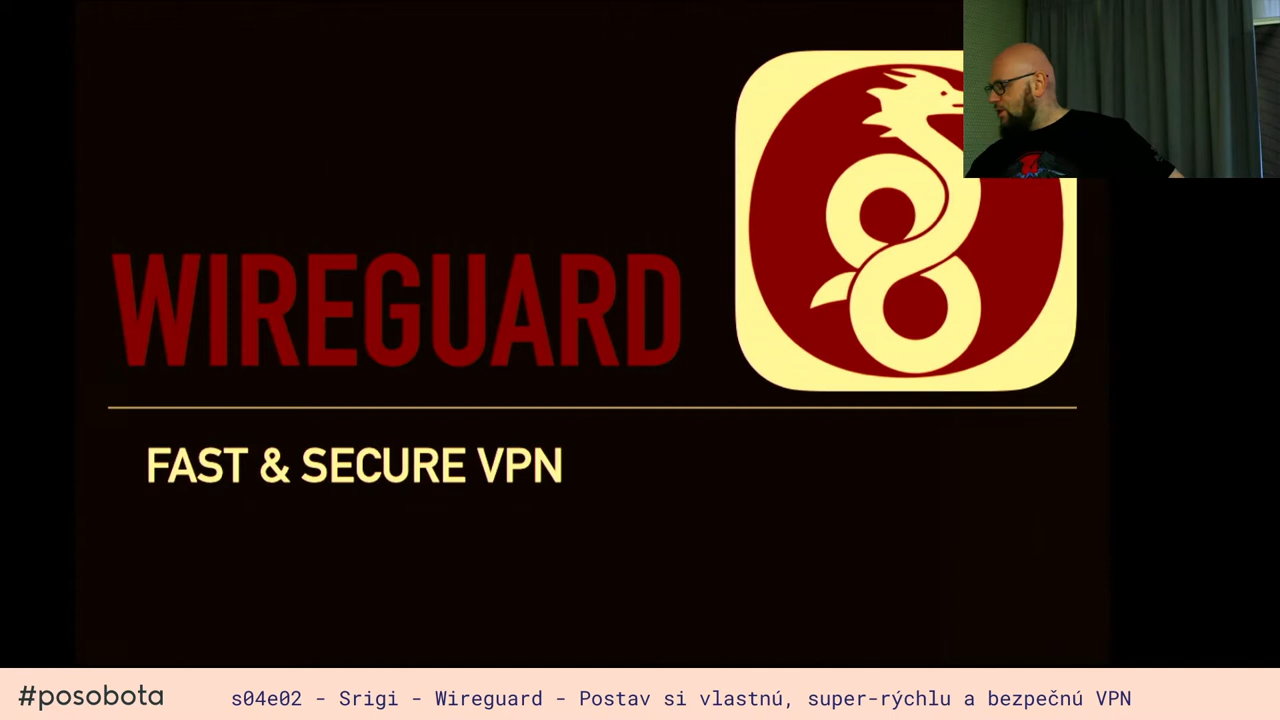 WIREGUARD
FAST & SECURE VPN
#posobota
s04e02 - Srigi - Wireguard - Postav si vlastnú, super-rýchlu a bezpečnú VPN